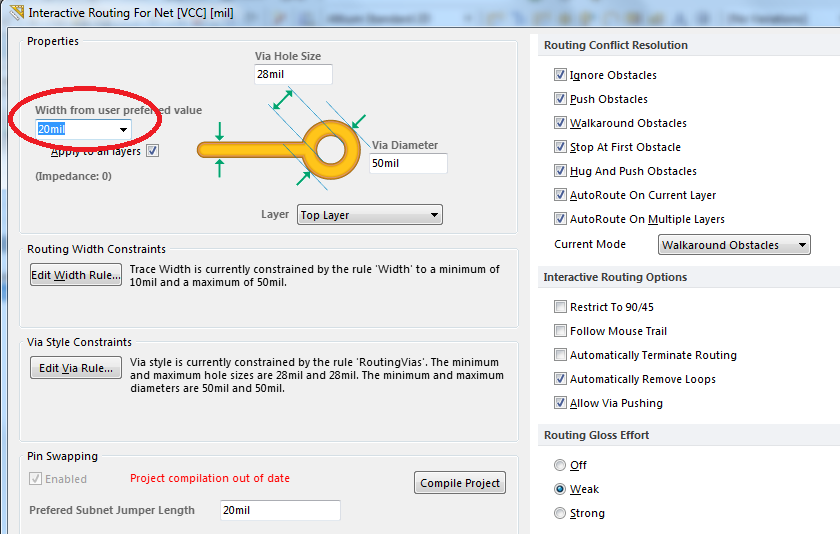 Interactive Routing For Net [VCC] [mil]
Properties
Via Hole Size
28mil
Width from user preferred value
20mil
Apply to all layers
(Impedance: 0)
Via Diameter
50mil
Layer
Top Layer
Routing Width Constraints
Edit Width Rule...
Trace Width is currently constrained by the rule 'Width' to a minimum of
10mil and a maximum of 50mil.
Via Style Constraints
Edit Via Rule...
Via style is currently constrained by the rule 'RoutingVias'. The minimum
and maximum hole sizes are 28mil and 28mil. The minimum and maximum
diameters are 50mil and 50mil.
Pin Swapping
Enabled
Project compilation out of date
Compile Project
Prefered Subnet Jumper Length
20mil
Routing Conflict Resolution
Ignore Obstacles
Push Obstacles
Walkaround Obstacles
Stop At First Obstacle
Hug And Push Obstacles
AutoRoute On Current Layer
AutoRoute On Multiple Layers
Current Mode
Walkaround Obstacles
Interactive Routing Options
Restrict To 90/45
Follow Mouse Trail
Automatically Terminate Routing
Automatically Remove Loops
Allow Via Pushing
Routing Gloss Effort
Off
Weak
Strong